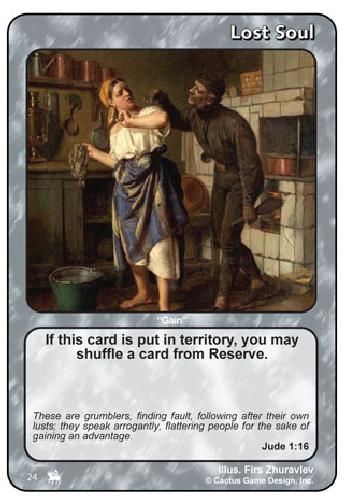 Lost Soul
"Gain"
If this card is put in territory, you may
shuffle a card from Reserve.
These are grumblers, finding fault, following after their own
lusts; they speak arrogantly, flattering people for the sake of
gaining an advantage.
Jude 1:16
Illus. Firs Zhuravlev
24
© Cactus Game Design, Inc.